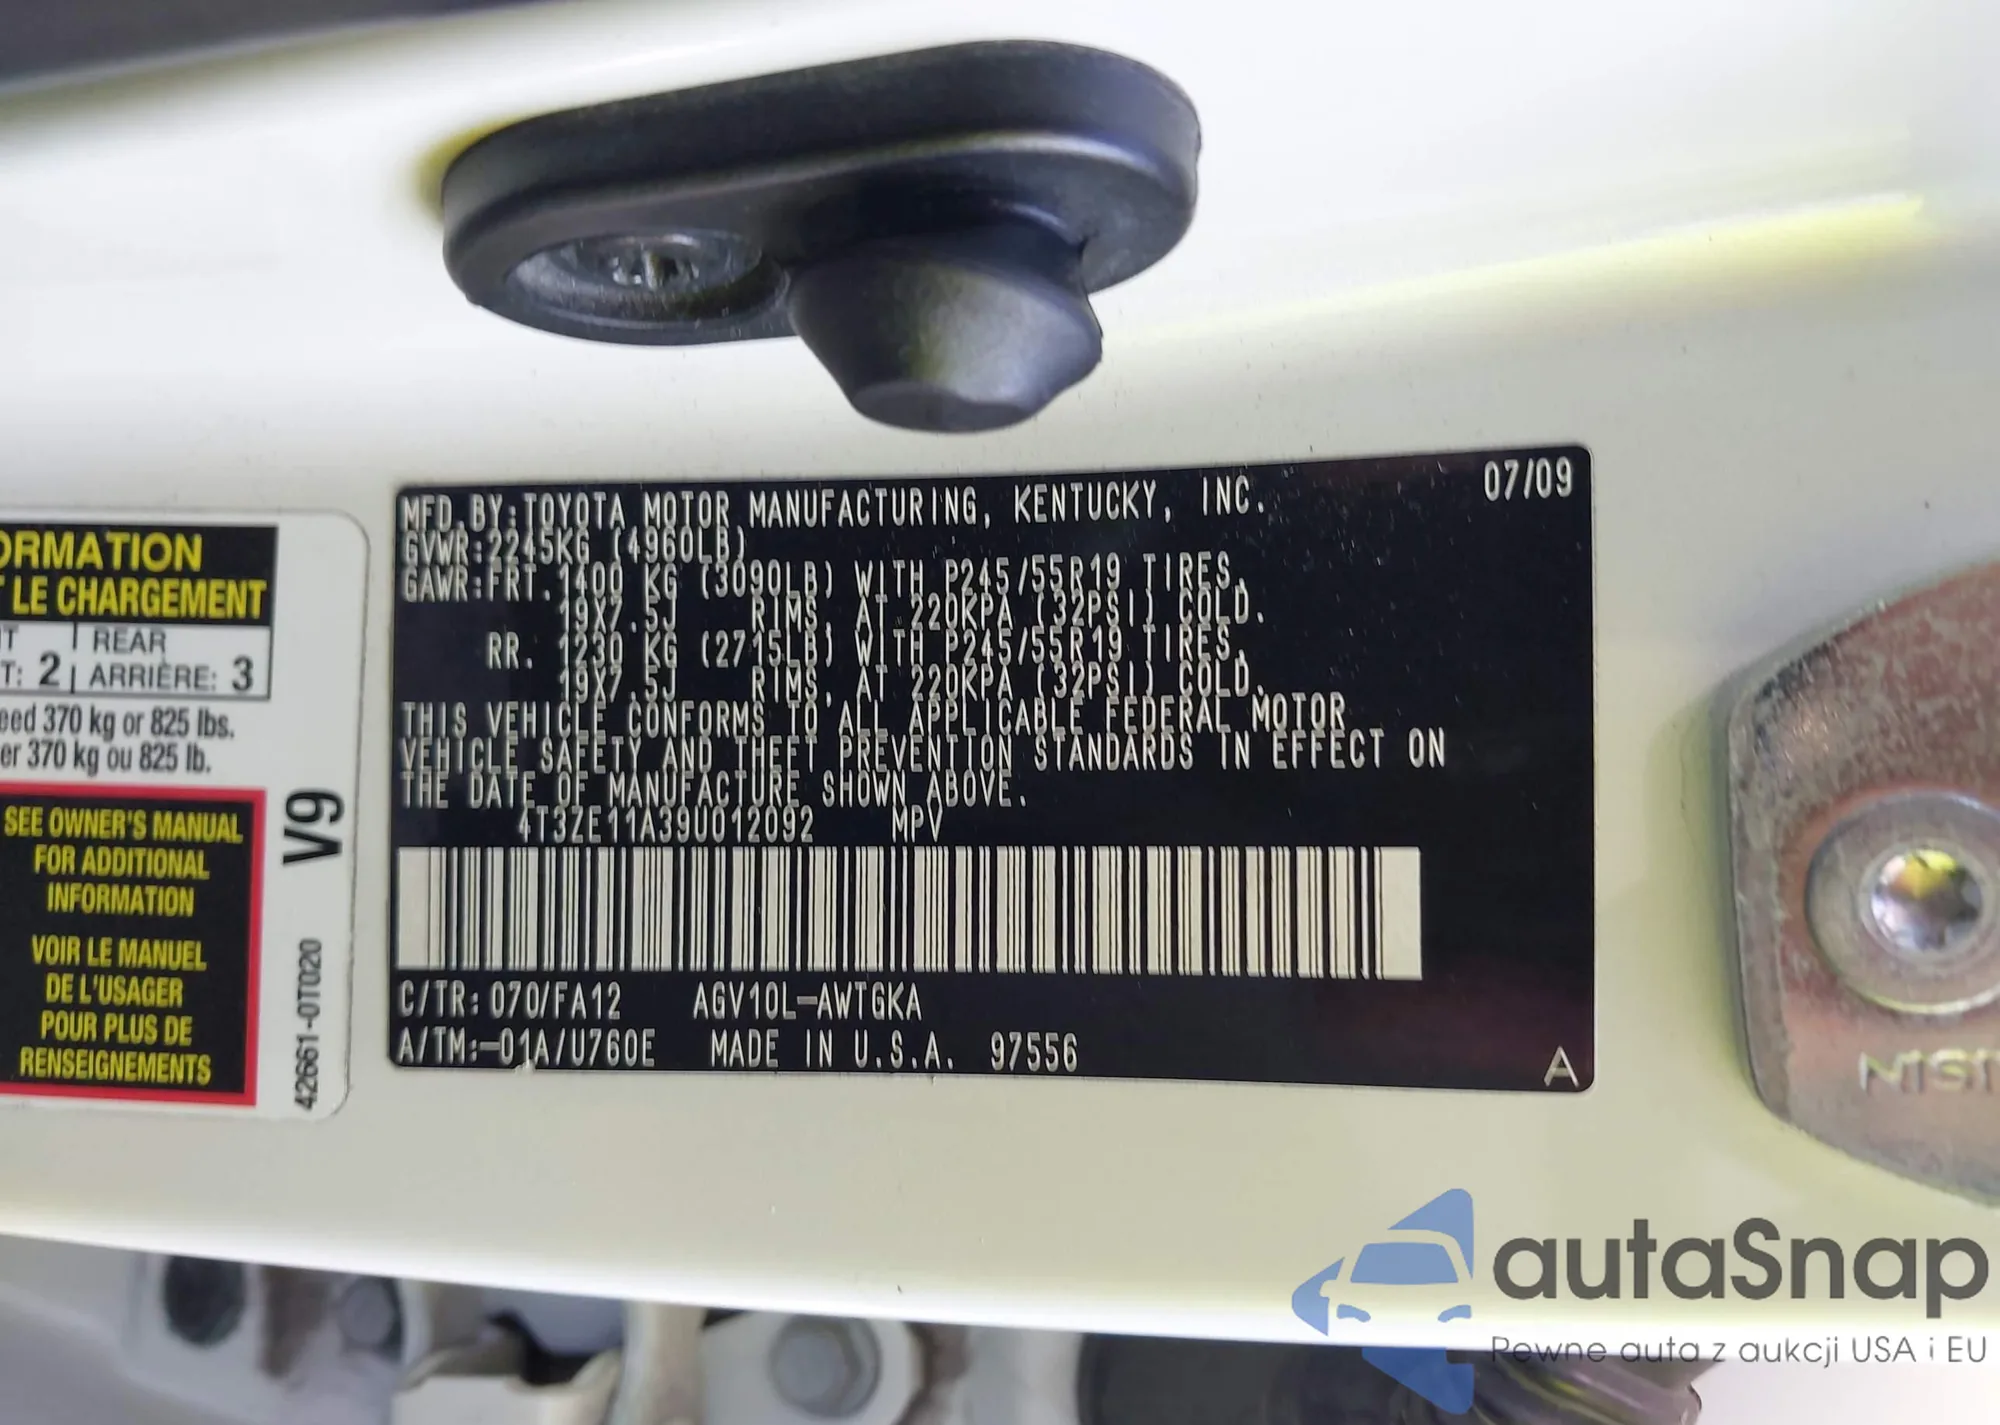 07/09
MFD.BY:TOYOTA MOTOR MANUFACTURING, KENTUCKY, INC.
GVWR:2245KG (4960LB)
GAWR:FRT. 1400 KG (3090LB) WITH P245/55R19 TIRES,
19X7.5J RIMS, AT 220KPA (32PSI) COLD.
RR. 1230 KG (2715LB) WITH P245/55R19 TIRES,
19X7.5J RIMS, AT 220KPA (32PSI) COLD.
THIS VEHICLE CONFORMS TO ALL APPLICABLE FEDERAL MOTOR
VEHICLE SAFETY AND THEFT PREVENTION STANDARDS IN EFFECT ON
THE DATE OF MANUFACTURE SHOWN ABOVE.
4T3ZE11A39U012092 MPV
C/TR: 070/FA12 AGV10L-AWTGKA
A/TM:-01A/U760E MADE IN U.S.A. 97556
A
ORMATION
T LE CHARGEMENT
REAR
T: 2 ARRIÈRE: 3
eed 370 kg or 825 lbs.
er 370 kg ou 825 lb.
SEE OWNER'S MANUAL
FOR ADDITIONAL
INFORMATION
VOIR LE MANUEL
DE L'USAGER
POUR PLUS DE
RENSEIGNEMENTS
V9
42661-0T020
autaSnap
Pewne auta z aukcji USA i EU